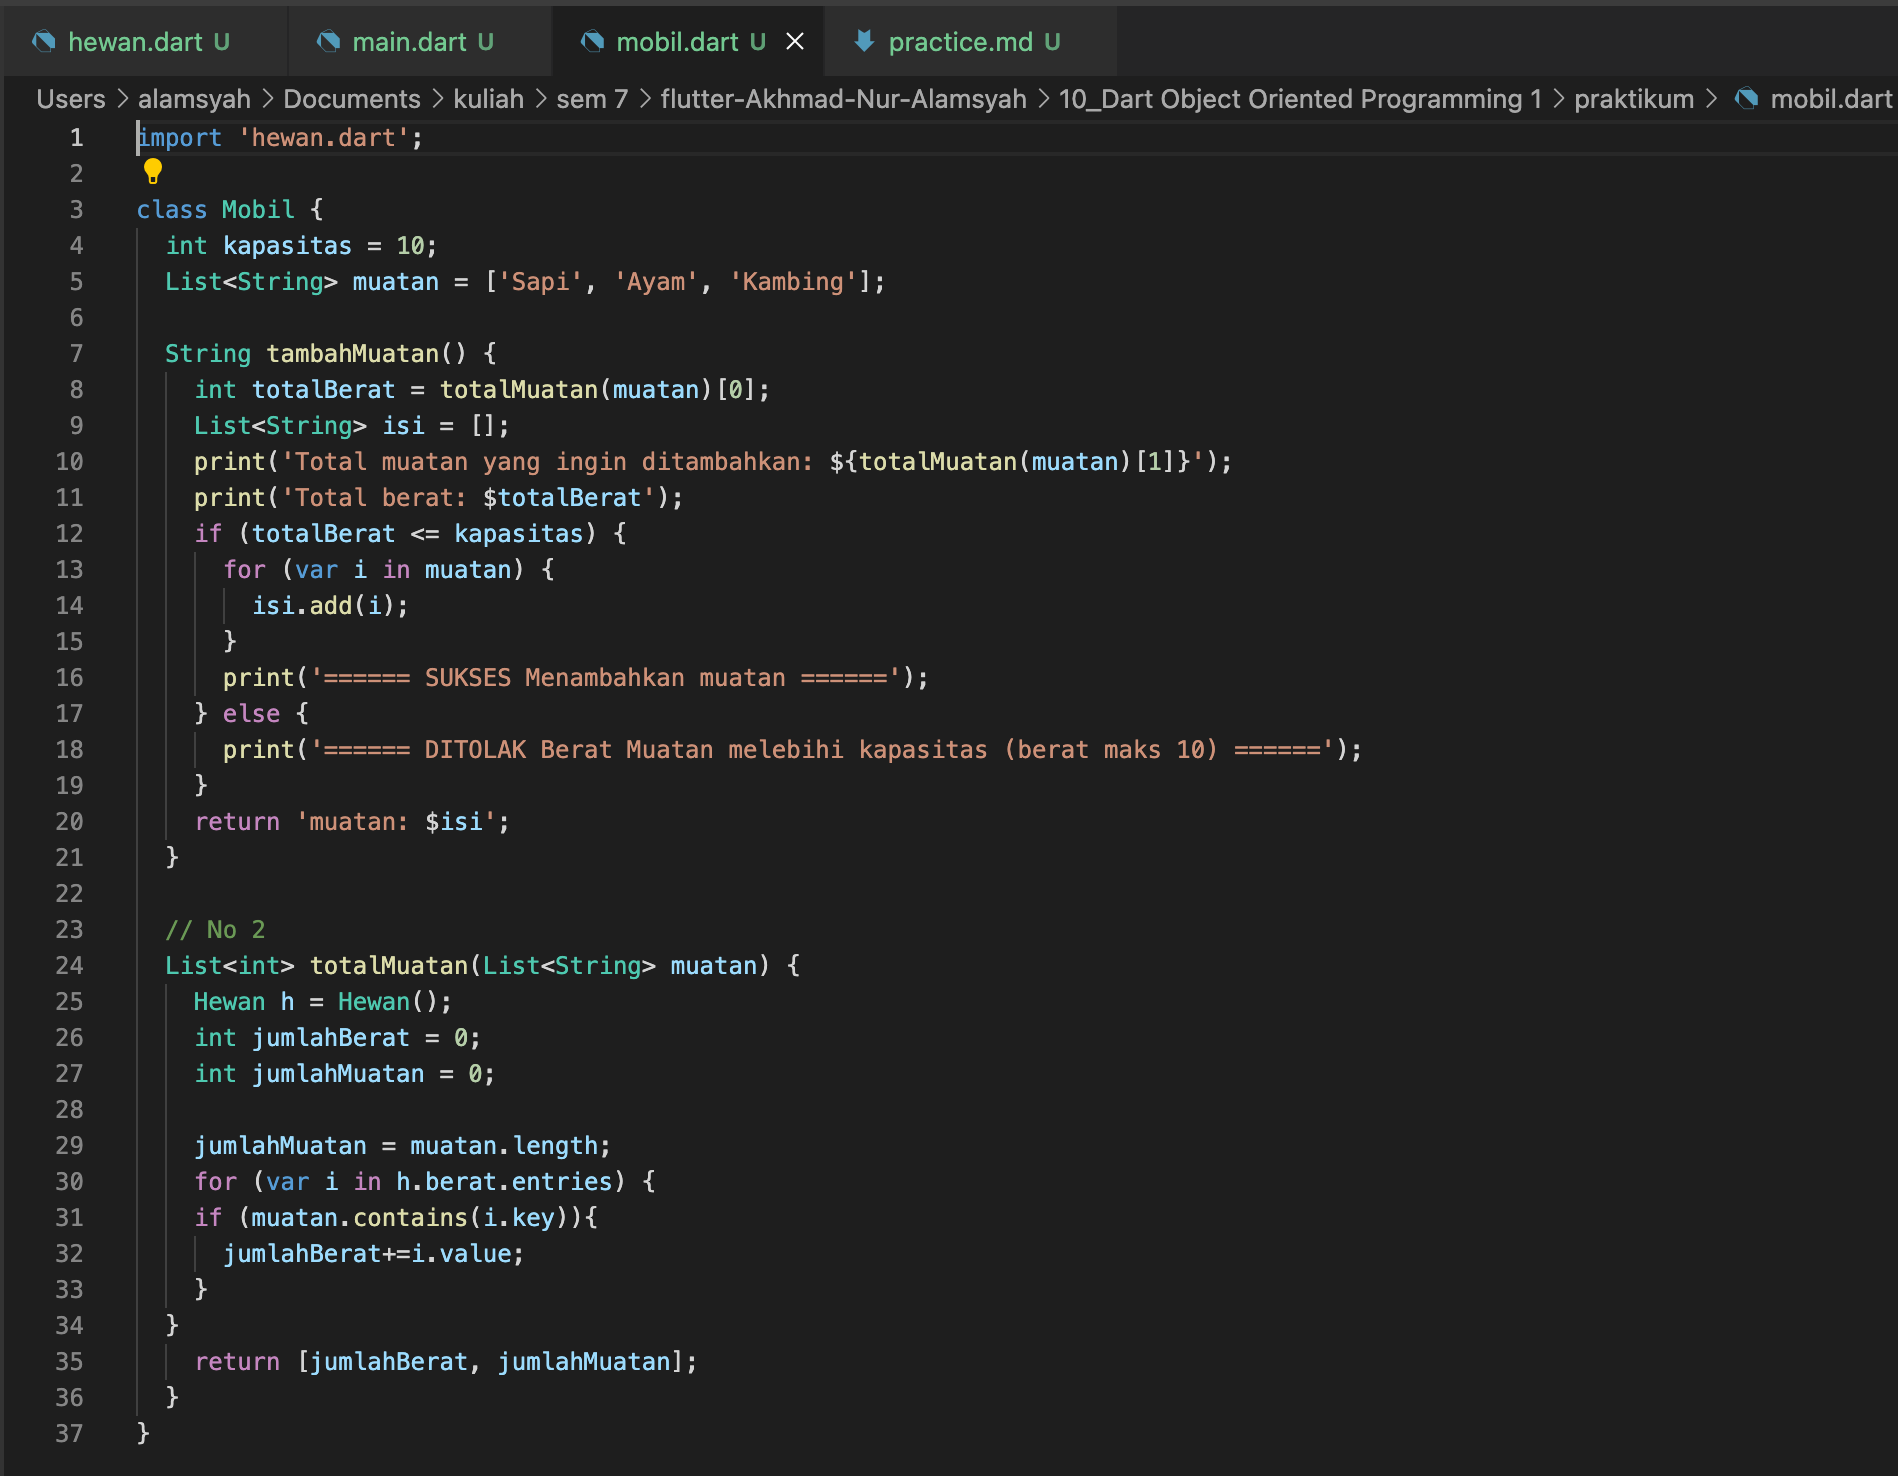 hewan.dart U main.dart U mobil.dart U practice.md U
Users > alamsyah > Documents > kuliah > sem 7 > flutter-Akhmad-Nur-Alamsyah > 10_Dart Object Oriented Programming 1 > praktikum > mobil.dart
1 import 'hewan.dart';
2
3 class Mobil {
4   int kapasitas = 10;
5   List<String> muatan = ['Sapi', 'Ayam', 'Kambing'];
6
7   String tambahMuatan() {
8     int totalBerat = totalMuatan(muatan)[0];
9     List<String> isi = [];
10     print('Total muatan yang ingin ditambahkan: ${totalMuatan(muatan)[1]}');
11     print('Total berat: $totalBerat');
12     if (totalBerat <= kapasitas) {
13       for (var i in muatan) {
14         isi.add(i);
15       }
16       print('====== SUKSES Menambahkan muatan ======');
17     } else {
18       print('====== DITOLAK Berat Muatan melebihi kapasitas (berat maks 10) ======');
19     }
20     return 'muatan: $isi';
21   }
22
23   // No 2
24   List<int> totalMuatan(List<String> muatan) {
25     Hewan h = Hewan();
26     int jumlahBerat = 0;
27     int jumlahMuatan = 0;
28
29     jumlahMuatan = muatan.length;
30     for (var i in h.berat.entries) {
31     if (muatan.contains(i.key)){
32       jumlahBerat+=i.value;
33     }
34   }
35     return [jumlahBerat, jumlahMuatan];
36   }
37 }